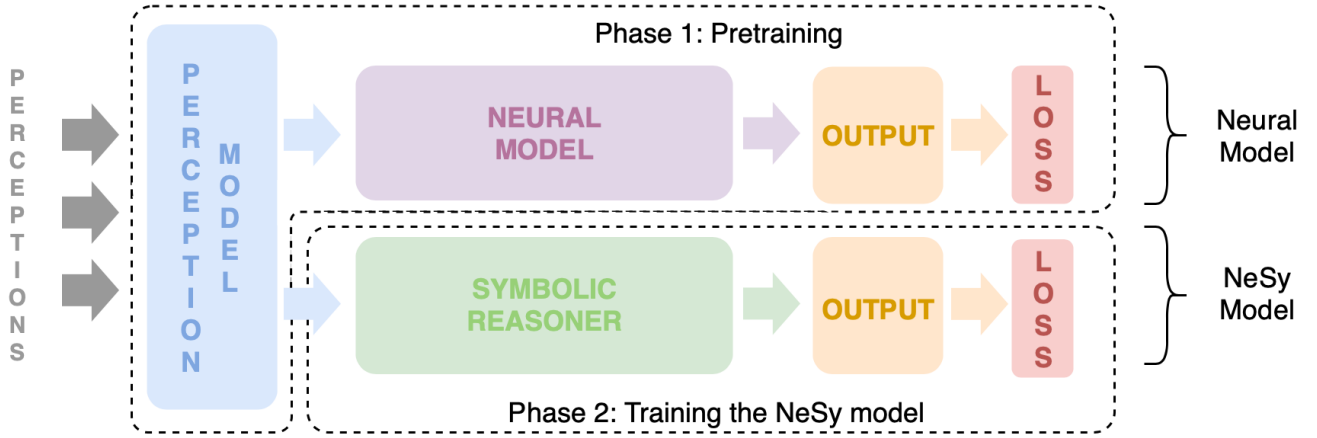 PERCEPTIONS
PERCEPTION
MODEL
Phase 1: Pretraining
NEURAL
MODEL
OUTPUT
LOSS
Neural
Model
SYMBOLIC
REASONER
OUTPUT
LOSS
NeSy
Model
Phase 2: Training the NeSy model